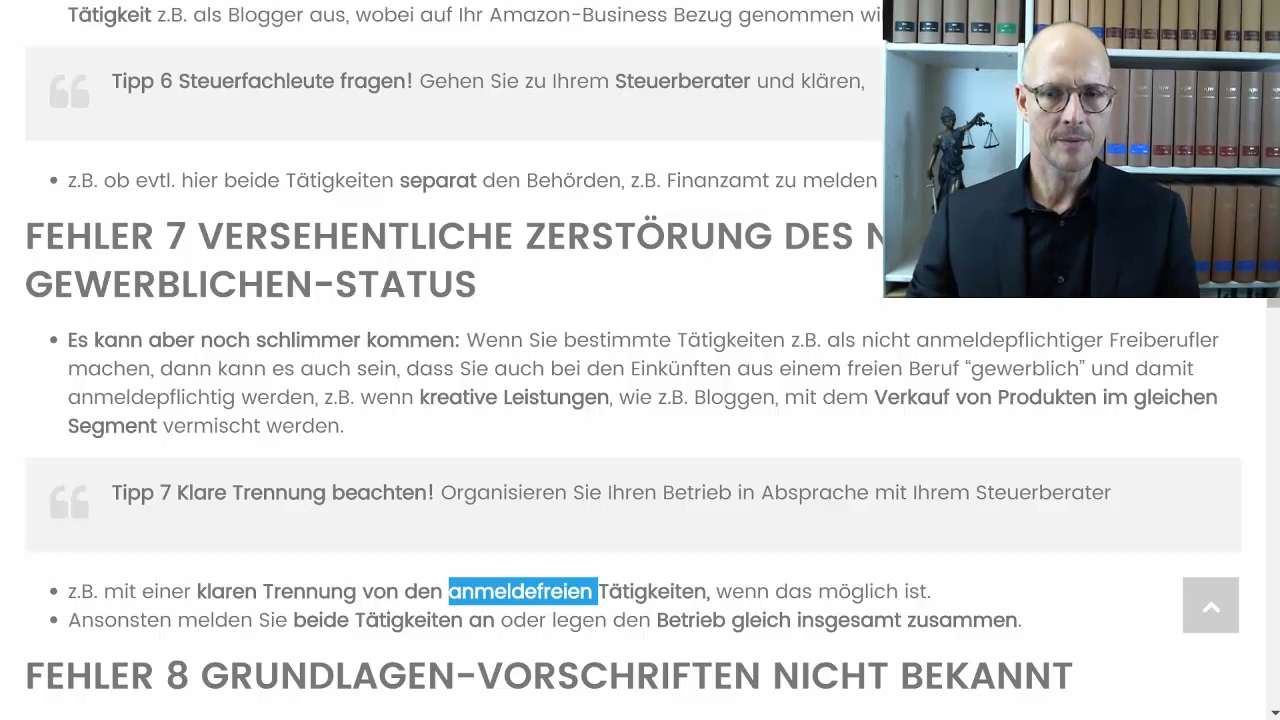 Tätigkeit z.B. als Blogger aus, wobei auf Ihr Amazon-Business Bezug genommen
Tipp 6 Steuerfachleute fragen! Gehen Sie zu Ihrem Steuerberater und klären,
• z.B. ob evtl. hier beide Tätigkeiten separat den Behörden, z.B. Finanzamt zu melden
FEHLER 7 VERSEHENTLICHE ZERSTÖRUNG DES
GEWERBLICHEN-STATUS
• Es kann aber noch schlimmer kommen: Wenn Sie bestimmte Tätigkeiten z.B. als nicht anmeldepflichtiger Freiberufler
machen, dann kann es auch sein, dass Sie auch bei den Einkünften aus einem freien Beruf “gewerblich” und damit
anmeldepflichtig werden, z.B. wenn kreative Leistungen, wie z.B. Bloggen, mit dem Verkauf von Produkten im gleichen
Segment vermischt werden.
Tipp 7 Klare Trennung beachten! Organisieren Sie Ihren Betrieb in Absprache mit Ihrem Steuerberater
• z.B. mit einer klaren Trennung von den anmeldefreien Tätigkeiten, wenn das möglich ist.
• Ansonsten melden Sie beide Tätigkeiten an oder legen den Betrieb gleich insgesamt zusammen.
FEHLER 8 GRUNDLAGEN-VORSCHRIFTEN NICHT BEKANNT